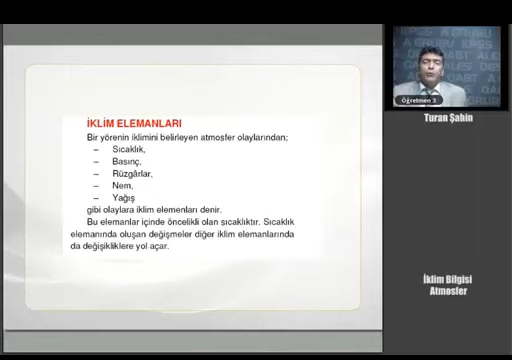 İKLİM ELEMANLARI
Bir yörenin iklimini belirleyen atmosfer olaylarından;
– Sıcaklık,
– Basınç,
– Rüzgârlar,
– Nem,
– Yağış
gibi olaylara iklim elemenları denir.
Bu elemanlar içinde öncelikli olan sıcaklıktır. Sıcaklık
elemanında oluşan değişmeler diğer iklim elemanlarında
da değişikliklere yol açar.
Öğretmen 3
Turan Şahin
İklim Bilgisi
Atmosfer